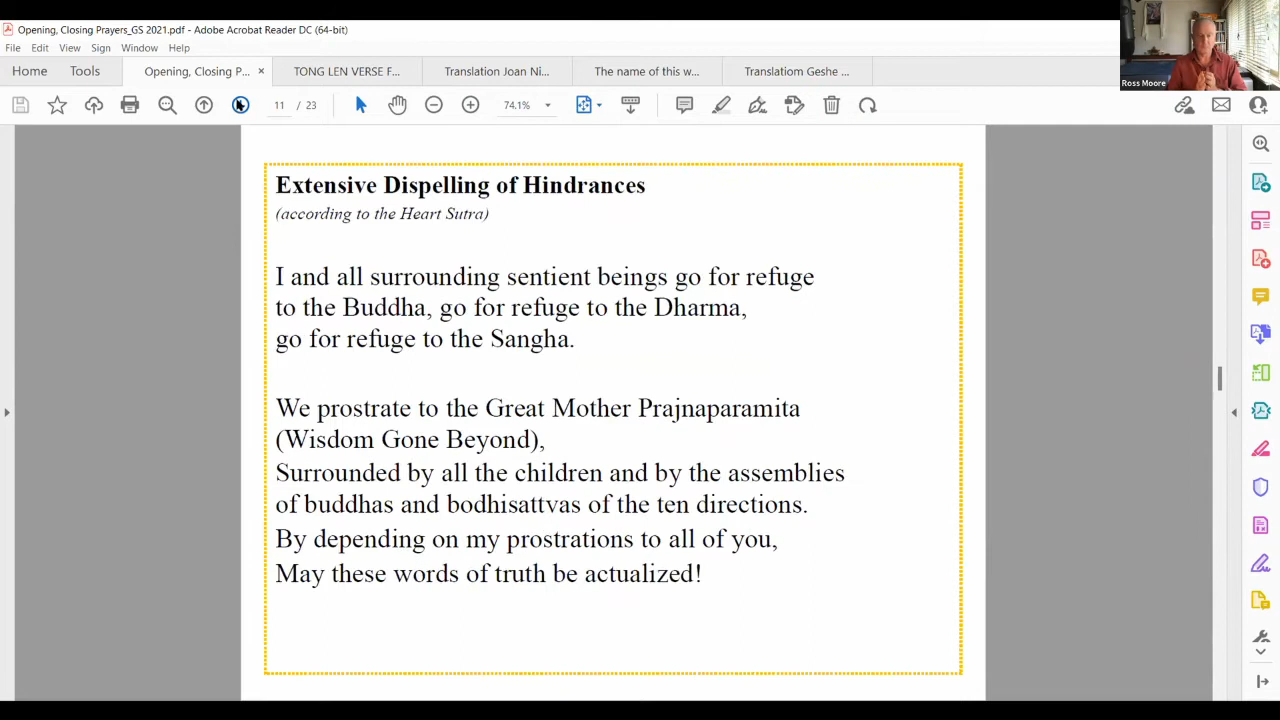 Opening, Closing Prayers_GS 2021.pdf - Adobe Acrobat Reader DC (64-bit)
File Edit View Sign Window Help
Home Tools Opening, Closing P... × TONG LEN VERSE F... Translation Joan Ni... The name of this w... Translatiom Geshe ...
Ross Moore
11 / 23 74.1%
Extensive Dispelling of Hindrances
(according to the Heart Sutra)
I and all surrounding sentient beings go for refuge
to the Buddha, go for refuge to the Dharma,
go for refuge to the Sangha.
We prostrate to the Great Mother Prajnaparamita
(Wisdom Gone Beyond),
Surrounded by all the children and by the assemblies
of buddhas and bodhisattvas of the ten directions.
By depending on my prostrations to all of you,
May these words of truth be actualized!